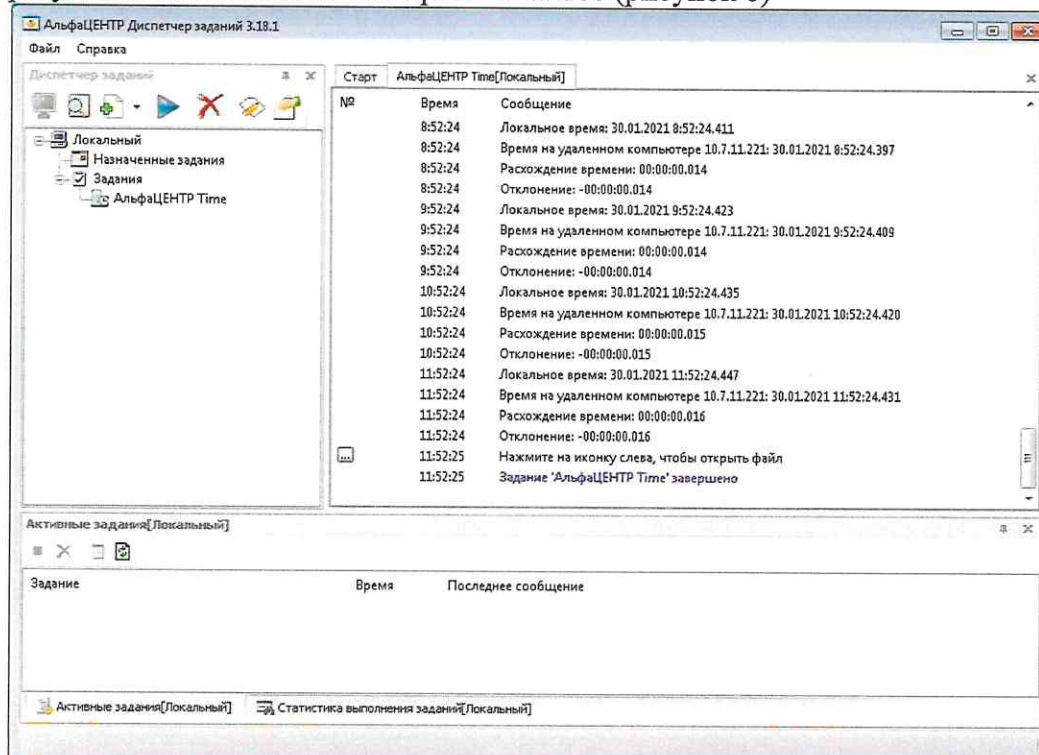 (рисунок 8)
АльфаЦЕНТР Диспетчер заданий 3.18.1
Файл Справка
Диспетчер заданий
Локальный
Назначенные задания
Задания
АльфаЦЕНТР Time
Старт АльфаЦЕНТР Time[Локальный]
№ Время Сообщение
8:52:24 Локальное время: 30.01.2021 8:52:24.411
8:52:24 Время на удаленном компьютере 10.7.11.221: 30.01.2021 8:52:24.397
8:52:24 Расхождение времени: 00:00:00.014
8:52:24 Отклонение: -00:00:00.014
9:52:24 Локальное время: 30.01.2021 9:52:24.423
9:52:24 Время на удаленном компьютере 10.7.11.221: 30.01.2021 9:52:24.409
9:52:24 Расхождение времени: 00:00:00.014
9:52:24 Отклонение: -00:00:00.014
10:52:24 Локальное время: 30.01.2021 10:52:24.435
10:52:24 Время на удаленном компьютере 10.7.11.221: 30.01.2021 10:52:24.420
10:52:24 Расхождение времени: 00:00:00.015
10:52:24 Отклонение: -00:00:00.015
11:52:24 Локальное время: 30.01.2021 11:52:24.447
11:52:24 Время на удаленном компьютере 10.7.11.221: 30.01.2021 11:52:24.431
11:52:24 Расхождение времени: 00:00:00.016
11:52:24 Отклонение: -00:00:00.016
11:52:25 Нажмите на иконку слева, чтобы открыть файл
11:52:25 Задание 'АльфаЦЕНТР Time' завершено
Активные задания[Локальный]
Задание Время Последнее сообщение
Активные задания[Локальный] Статистика выполнения заданий[Локальный]